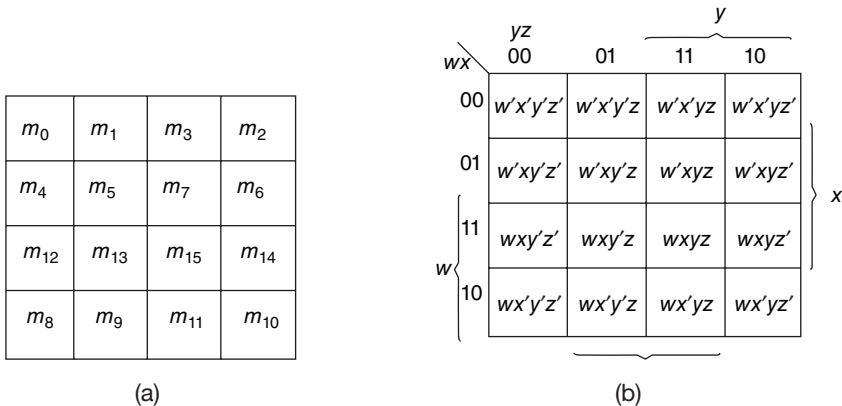 y
yz
wx 00 01 11 10
00 w'x'y'z' w'x'y'z w'x'yz w'x'yz'
01 w'xy'z' w'xy'z w'xyz w'xyz'
x
11 wxy'z' wxy'z wxyz wxyz'
w
10 wx'y'z' wx'y'z wx'yz wx'yz'
m₀ m₁ m₃ m₂
m₄ m₅ m₇ m₆
m₁₂ m₁₃ m₁₅ m₁₄
m₈ m₉ m₁₁ m₁₀
(a) (b)